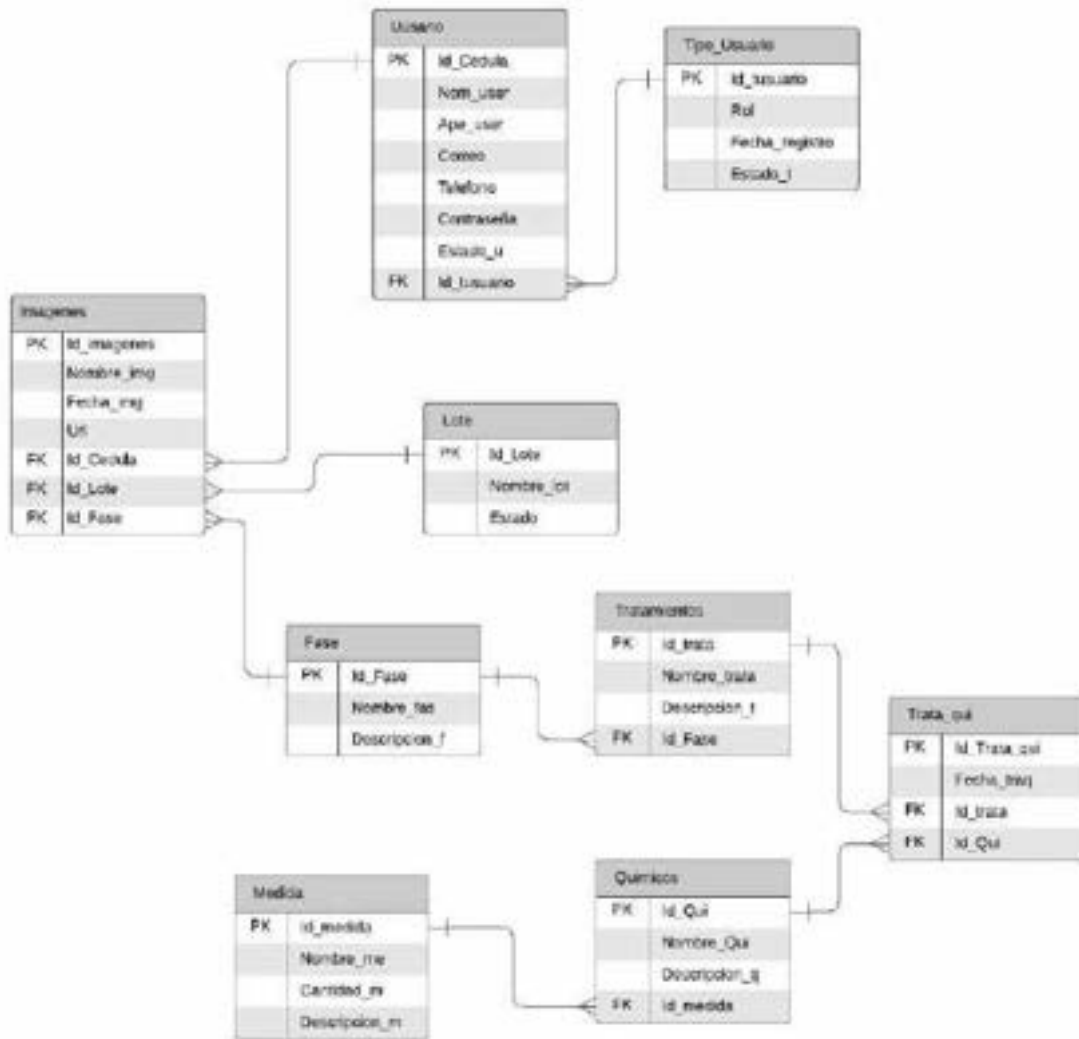 Usuario
PK Id_Cedula
Nom_user
Ape_user
Correo
Telefono
Contraseña
Estado_u
FK Id_tusuario
Tipo_Usuario
PK Id_tusuario
Rol
Fecha_registro
Estado_t
Imagenes
PK Id_imagenes
Nombre_img
Fecha_img
FK Id_Cedula
FK Id_Lote
FK Id_Fase
Lote
PK Id_Lote
Nombre_lot
Estado
Fase
PK Id_Fase
Nombre_fas
Descripcion_f
Tratamientos
PK Id_trata
Nombre_trata
Descripcion_t
FK Id_Fase
Trata_qui
PK Id_Trata_qui
FK Id_trata
FK Id_Qui
Medida
PK Id_medida
Nombre_me
Cantidad_m
Descripcion_m
Quimicos
PK Id_Qui
Nombre_Qui
Descripcion_q
FK Id_medida